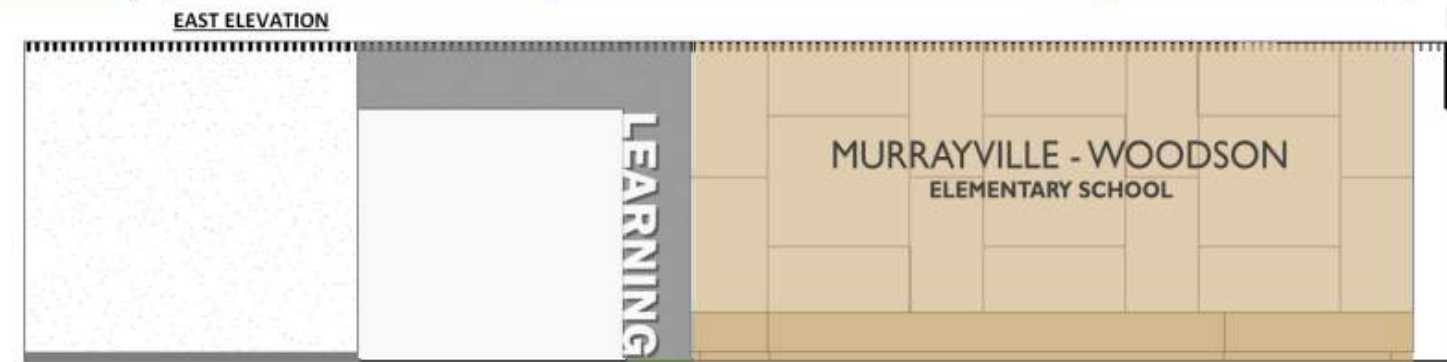 EAST ELEVATION
LEARNING
MURRAYVILLE - WOODSON
ELEMENTARY SCHOOL